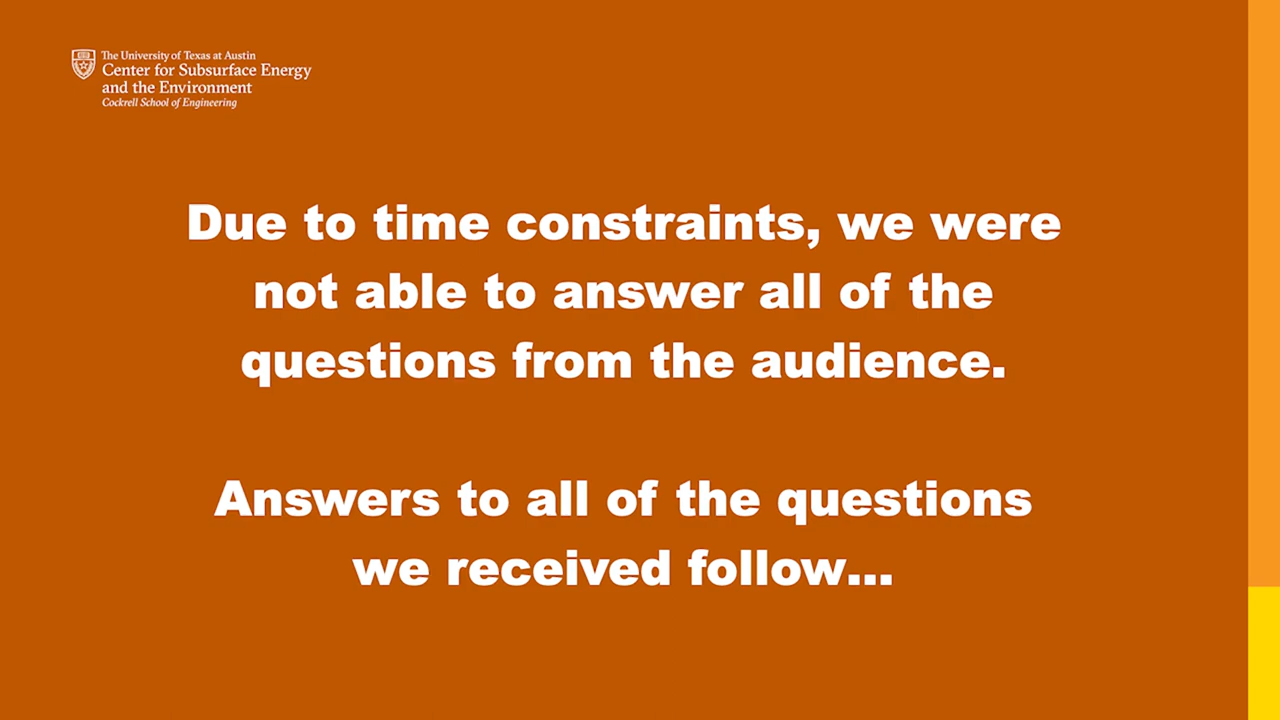 The University of Texas at Austin
Center for Subsurface Energy
and the Environment
Cockrell School of Engineering
Due to time constraints, we were
not able to answer all of the
questions from the audience.
Answers to all of the questions
we received follow...